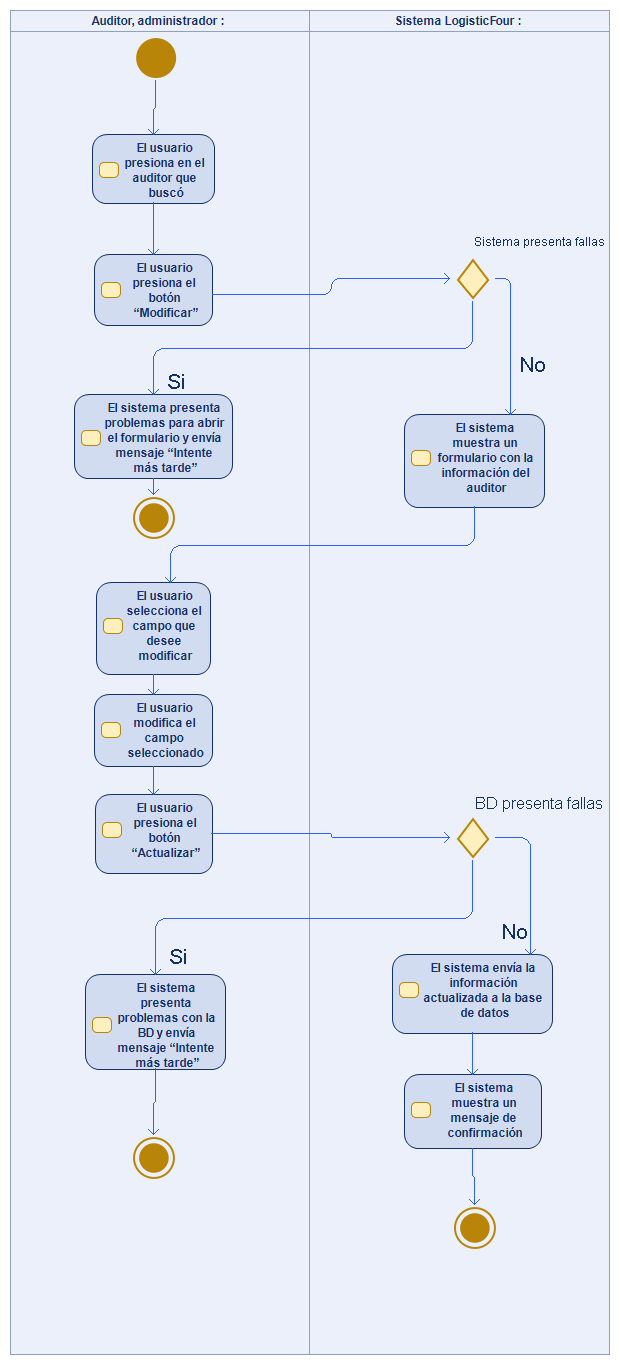 Auditor, administrador :
Sistema LogisticFour :
El usuario
presiona en el
auditor que
buscó
Sistema presenta fallas
El usuario
presiona el
botón
“Modificar”
Si
No
El sistema presenta
problemas para abrir
el formulario y envía
mensaje “Intente
más tarde”
El sistema
muestra un
formulario con la
información del
auditor
El usuario
selecciona el
campo que
desee
modificar
El usuario
modifica el
campo
seleccionado
BD presenta fallas
El usuario
presiona el
botón
“Actualizar”
No
Si
El sistema envía la
información
actualizada a la base
de datos
El sistema
presenta
problemas con la
BD y envía
mensaje “Intente
más tarde”
El sistema
muestra un
mensaje de
confirmación